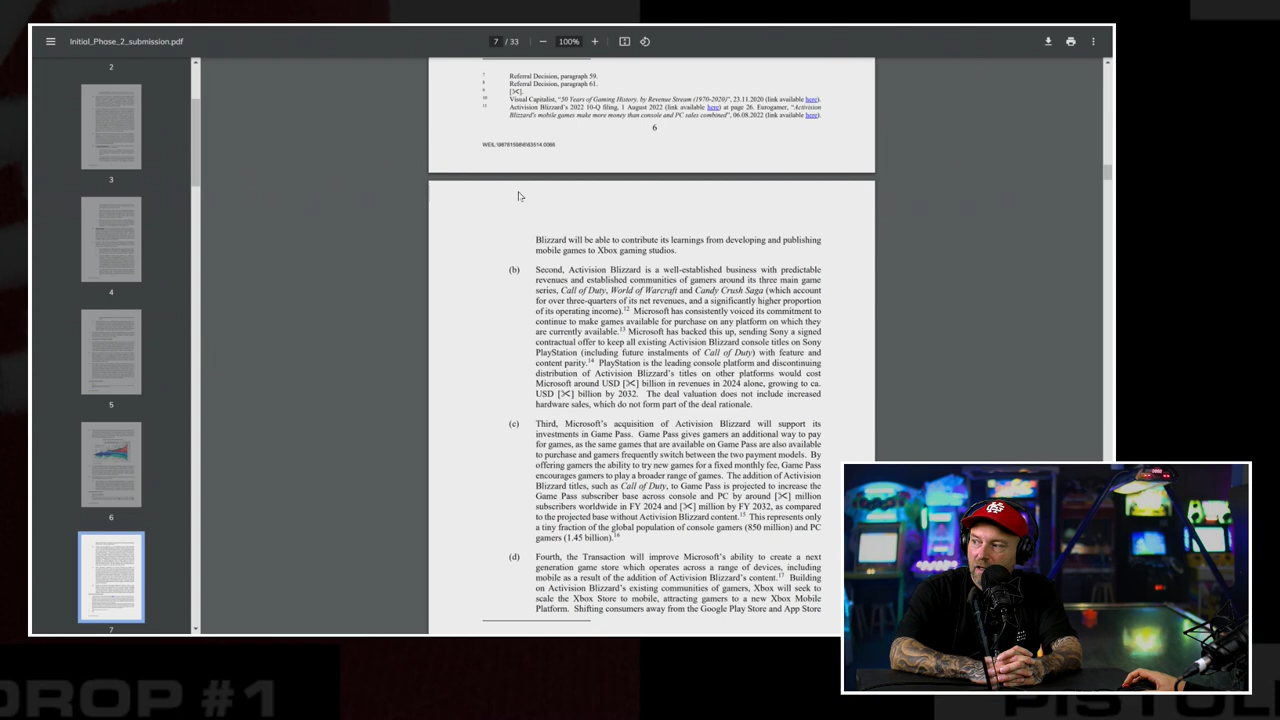 Initial_Phase_2_submission.pdf
7 / 33
100%
2
3
4
5
6
7
7 Referral Decision, paragraph 59.
8 Referral Decision, paragraph 61.
9 [✂].
10 Visual Capitalist, "50 Years of Gaming History, by Revenue Stream (1970-2020)", 23.11.2020 (link available here).
11 Activision Blizzard's 2022 10-Q filing, 1 August 2022 (link available here) at page 26. Eurogamer, "Activision
Blizzard's mobile games make more money than console and PC sales combined", 06.08.2022 (link available here).
6
Blizzard will be able to contribute its learnings from developing and publishing
mobile games to Xbox gaming studios.
(b) Second, Activision Blizzard is a well-established business with predictable
revenues and established communities of gamers around its three main game
series, Call of Duty, World of Warcraft and Candy Crush Saga (which account
for over three-quarters of its net revenues, and a significantly higher proportion
of its operating income).12 Microsoft has consistently voiced its commitment to
continue to make games available for purchase on any platform on which they
are currently available.13 Microsoft has backed this up, sending Sony a signed
contractual offer to keep all existing Activision Blizzard console titles on Sony
PlayStation (including future instalments of Call of Duty) with feature and
content parity.14 PlayStation is the leading console platform and discontinuing
distribution of Activision Blizzard's titles on other platforms would cost
Microsoft around USD [✂] billion in revenues in 2024 alone, growing to ca.
USD [✂] billion by 2032. The deal valuation does not include increased
hardware sales, which do not form part of the deal rationale.
(c) Third, Microsoft's acquisition of Activision Blizzard will support its
investments in Game Pass. Game Pass gives gamers an additional way to pay
for games, as the same games that are available on Game Pass are also available
to purchase and gamers frequently switch between the two payment models. By
offering gamers the ability to try new games for a fixed monthly fee, Game Pass
encourages gamers to play a broader range of games. The addition of Activision
Blizzard titles, such as Call of Duty, to Game Pass is projected to increase the
Game Pass subscriber base across console and PC by around [✂] million
subscribers worldwide in FY 2024 and [✂] million by FY 2032, as compared
to the projected base without Activision Blizzard content.15 This represents only
a tiny fraction of the global population of console gamers (850 million) and PC
gamers (1.45 billion).16
(d) Fourth, the Transaction will improve Microsoft's ability to create a next
generation game store which operates across a range of devices, including
mobile as a result of the addition of Activision Blizzard's content.17 Building
on Activision Blizzard's existing communities of gamers, Xbox will seek to
scale the Xbox Store to mobile, attracting gamers to a new Xbox Mobile
Platform. Shifting consumers away from the Google Play Store and App Store
DROP #1